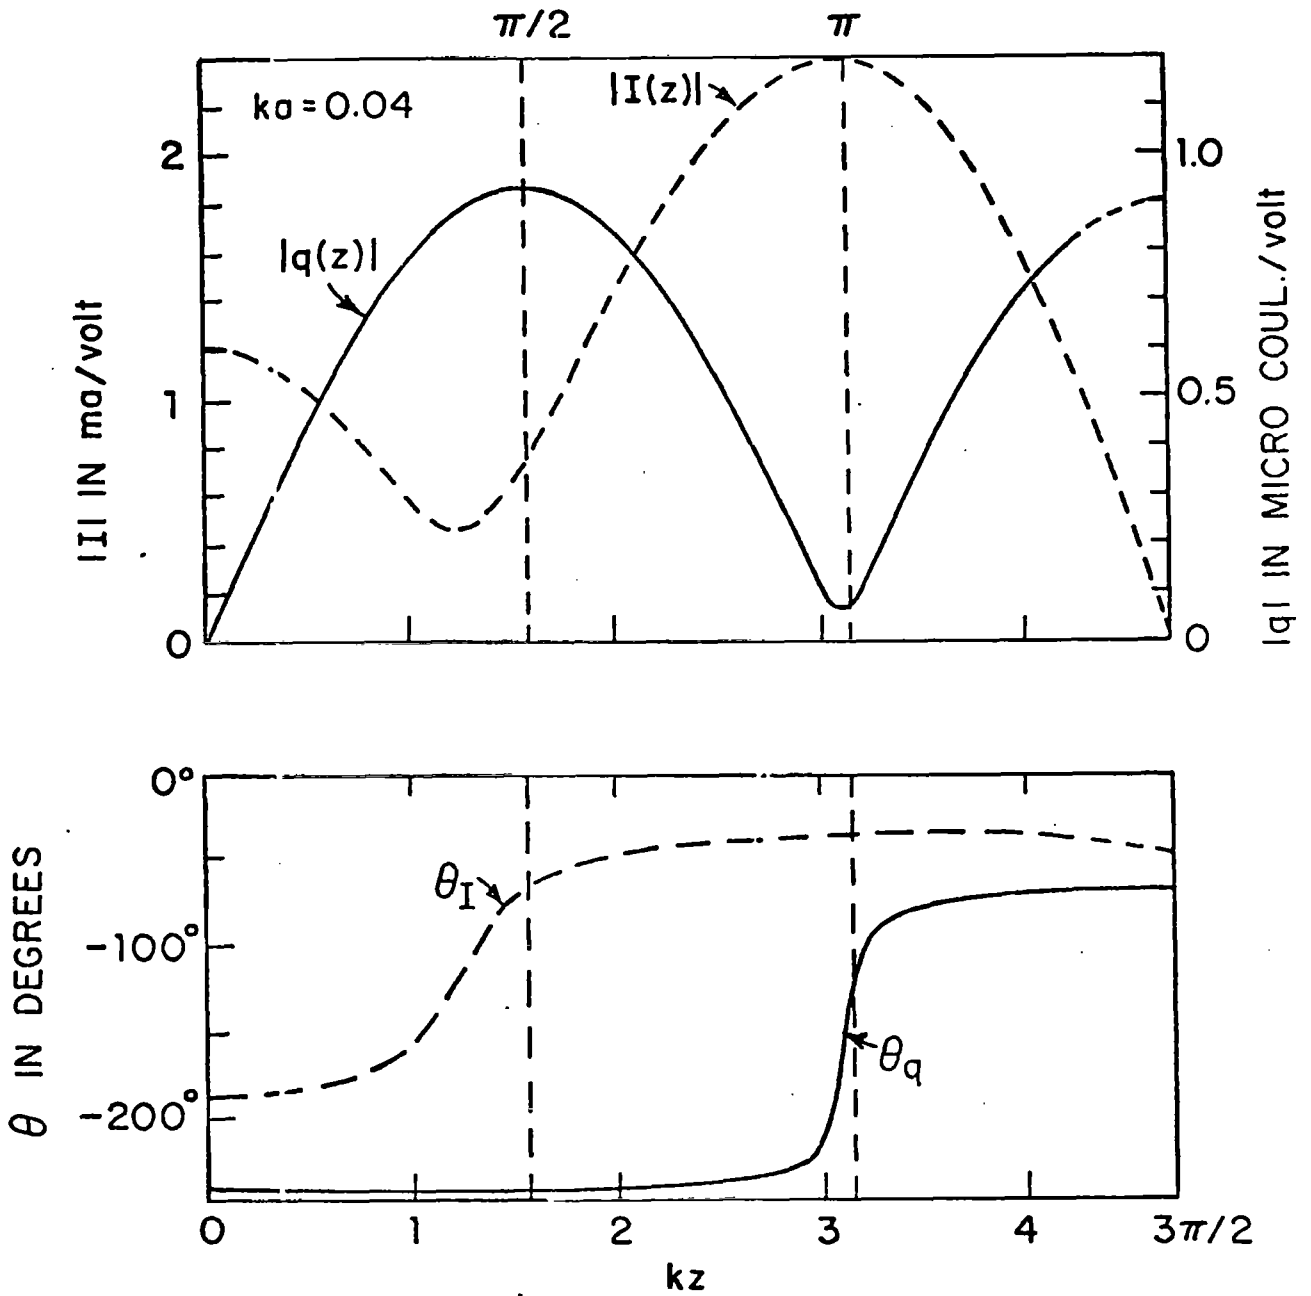 π/2 π
ka=0.04
|I(z)|
|q(z)|
2
1
0
1.0
0.5
0
|I| IN ma/volt
|q| IN MICRO COUL./volt
0°
-100°
-200°
θ IN DEGREES
θI
θq
0 1 2 3 4 3π/2
kz